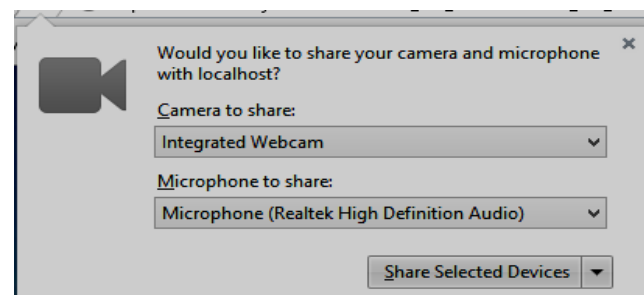 Would you like to share your camera and microphone
with localhost?
Camera to share:
Integrated Webcam
Microphone to share:
Microphone (Realtek High Definition Audio)
Share Selected Devices